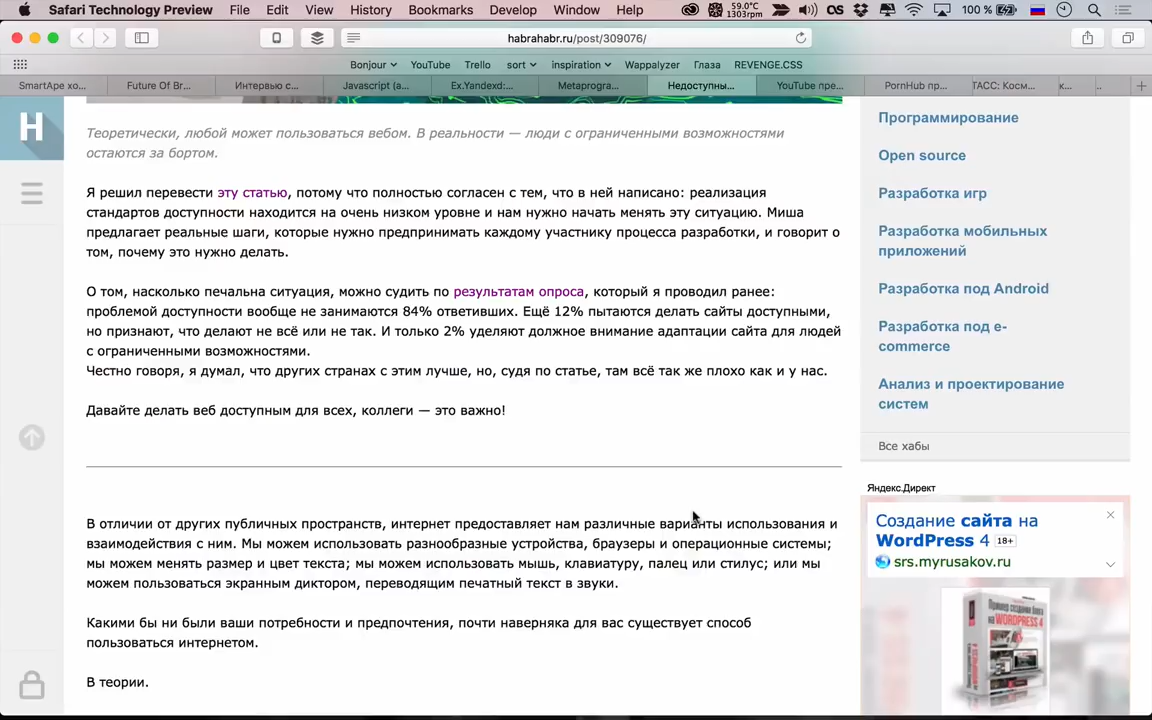 Safari Technology Preview File Edit View History Bookmarks Develop Window Help 59.0°C 1303rpm 100 %
habrahabr.ru/post/309076/
Bonjour YouTube Trello sort inspiration Wappalyzer Глаза REVENGE.CSS
SmartApe хо... Future Of Br... Интервью с... Javascript (а... Ex.Yandexd:... Metaprogra... Недоступны... YouTube пре... PornHub пр... ТАСС: Косм... к... ..
H
Теоретически, любой может пользоваться вебом. В реальности — люди с ограниченными возможностями
остаются за бортом.
Я решил перевести эту статью, потому что полностью согласен с тем, что в ней написано: реализация
стандартов доступности находится на очень низком уровне и нам нужно начать менять эту ситуацию. Миша
предлагает реальные шаги, которые нужно предпринимать каждому участнику процесса разработки, и говорит о
том, почему это нужно делать.
О том, насколько печальна ситуация, можно судить по результатам опроса, который я проводил ранее:
проблемой доступности вообще не занимаются 84% ответивших. Ещё 12% пытаются делать сайты доступными,
но признают, что делают не всё или не так. И только 2% уделяют должное внимание адаптации сайта для людей
с ограниченными возможностями.
Честно говоря, я думал, что других странах с этим лучше, но, судя по статье, там всё так же плохо как и у нас.
Давайте делать веб доступным для всех, коллеги — это важно!
В отличии от других публичных пространств, интернет предоставляет нам различные варианты использования и
взаимодействия с ним. Мы можем использовать разнообразные устройства, браузеры и операционные системы;
мы можем менять размер и цвет текста; мы можем использовать мышь, клавиатуру, палец или стилус; или мы
можем пользоваться экранным диктором, переводящим печатный текст в звуки.
Какими бы ни были ваши потребности и предпочтения, почти наверняка для вас существует способ
пользоваться интернетом.
В теории.
Программирование
Open source
Разработка игр
Разработка мобильных
приложений
Разработка под Android
Разработка под e-
commerce
Анализ и проектирование
систем
Все хабы
Яндекс.Директ
Создание сайта на
WordPress 4 18+
srs.myrusakov.ru